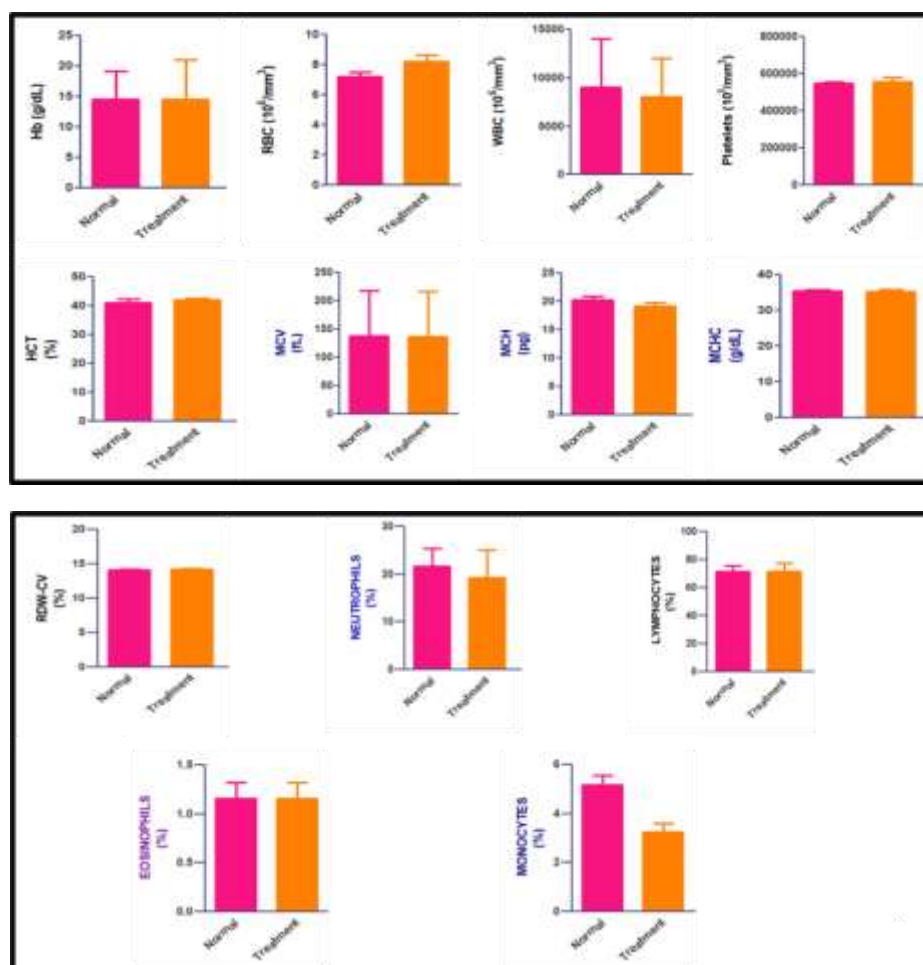 Hb (g/dL)
25
20
15
10
5
0
Normal
Treatment
RBC (10⁶/mm³)
10
8
6
4
2
0
Normal
Treatment
WBC
15000
10000
5000
0
Normal
Treatment
Platelets
800000
600000
400000
200000
0
Normal
Treatment
HCT
(%)
50
40
30
20
10
0
Normal
Treatment
MCV
(fL)
250
200
150
100
50
0
Normal
Treatment
MCH
(pg)
25
20
15
10
5
0
Normal
Treatment
MCHC
(g/dL)
40
30
20
10
0
Normal
Treatment
RDW-CV
(%)
20
15
10
5
0
Normal
Treatment
NEUTROPHILS
(%)
30
20
10
0
Normal
Treatment
LYMPHOCYTES
(%)
100
80
60
40
20
0
Normal
Treatment
EOSINOPHILS
(%)
1.5
1.0
0.5
0.0
Normal
Treatment
MONOCYTES
(%)
6
4
2
0
Normal
Treatment